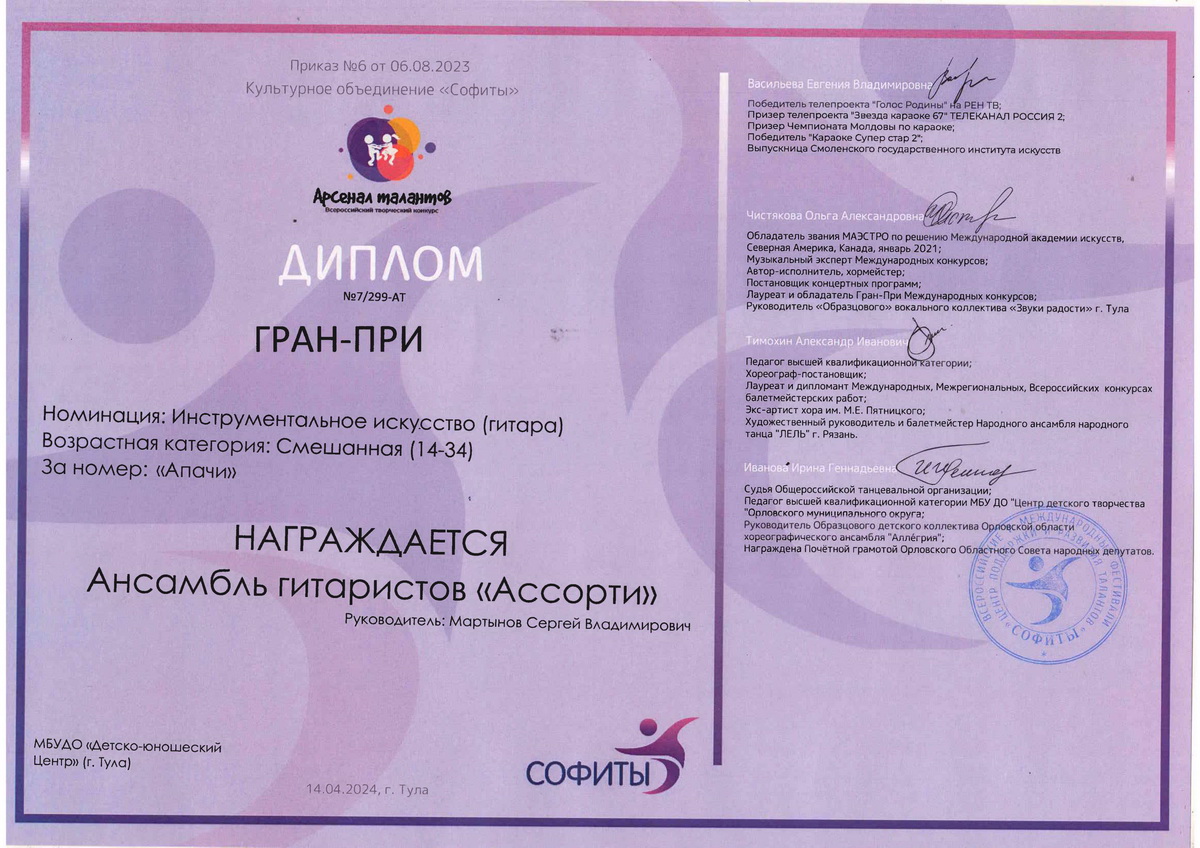 Приказ №6 от 06.08.2023
Культурное объединение «Софиты»
Арсенал талантов
Всероссийский творческий конкурс
ДИПЛОМ
№7/299-АТ
ГРАН-ПРИ
Номинация: Инструментальное искусство (гитара)
Возрастная категория: Смешанная (14-34)
За номер: «Апачи»
НАГРАЖДАЕТСЯ
Ансамбль гитаристов «Ассорти»
Руководитель: Мартынов Сергей Владимирович
МБУДО «Детско-юношеский
Центр» (г. Тула)
14.04.2024, г. Тула
СОФИТЫ
Васильева Евгения Владимировна
Победитель телепроекта "Голос Родины" на РЕН ТВ;
Призер телепроекта "Звезда караоке 67" ТЕЛЕКАНАЛ РОССИЯ 2;
Призер Чемпионата Молдовы по караоке;
Победитель "Караоке Супер стар 2";
Выпускница Смоленского государственного института искусств
Чистякова Ольга Александровна
Обладатель звания МАЭСТРО по решению Международной академии искусств,
Северная Америка, Канада, январь 2021;
Музыкальный эксперт Международных конкурсов;
Автор-исполнитель, хормейстер;
Постановщик концертных программ;
Лауреат и обладатель Гран-При Международных конкурсов;
Руководитель «Образцового» вокального коллектива «Звуки радости» г. Тула
Тимохин Александр Иванович
Педагог высшей квалификационной категории;
Хореограф-постановщик;
Лауреат и дипломант Международных, Межрегиональных, Всероссийских конкурсах
балетмейстерских работ;
Экс-артист хора им. М.Е. Пятницкого;
Художественный руководитель и балетмейстер Народного ансамбля народного
танца "ЛЕЛЬ" г. Рязань.
Иванова Ирина Геннадьевна
Судья Общероссийской танцевальной организации;
Педагог высшей квалификационной категории МБУ ДО "Центр детского творчества
"Орловского муниципального округа;
Руководитель Образцового детского коллектива Орловской области
хореографического ансамбля "Аллегрия";
Награждена Почётной грамотой Орловского Областного Совета народных депутатов.
ВСЕРОССИЙСКИЕ И МЕЖДУНАРОДНЫЕ ФЕСТИВАЛИ
ЦЕНТР ПОДДЕРЖКИ И РАЗВИТИЯ ТАЛАНТОВ
«СОФИТЫ»